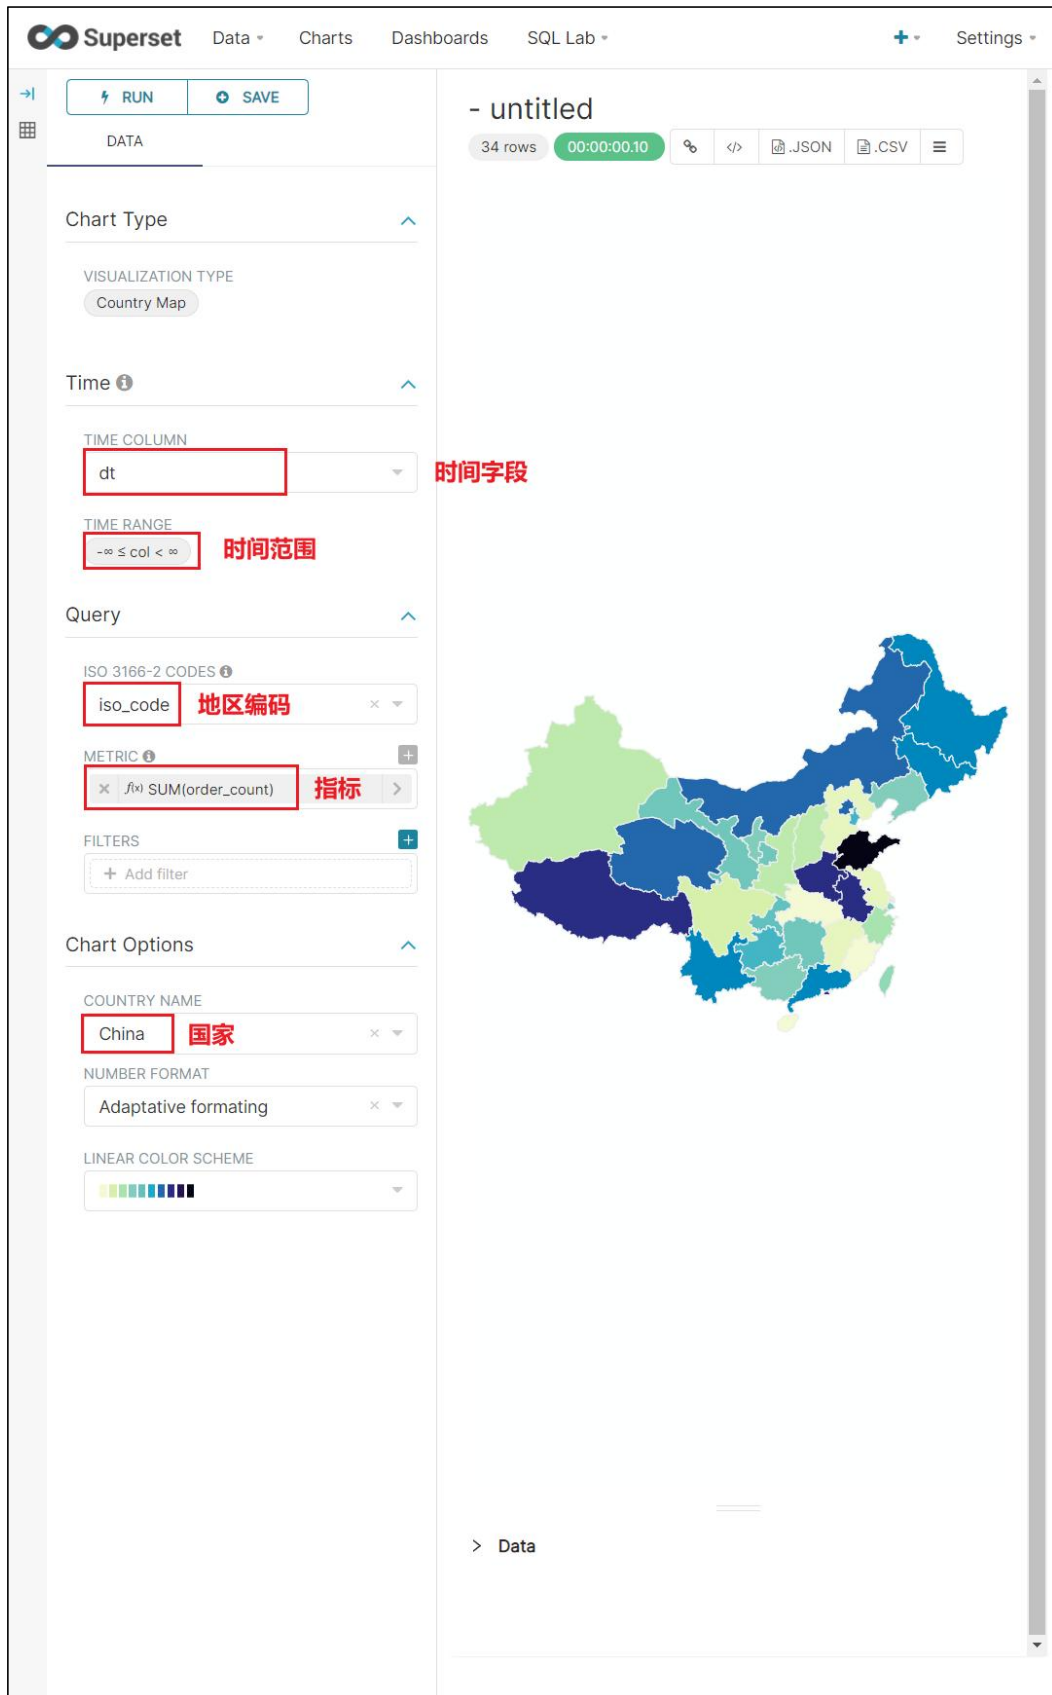 Superset Data Charts Dashboards SQL Lab + Settings
RUN SAVE
DATA
Chart Type
VISUALIZATION TYPE
Country Map
Time
TIME COLUMN
dt 时间字段
TIME RANGE
-∞ ≤ col < ∞ 时间范围
Query
ISO 3166-2 CODES
iso_code 地区编码
METRIC
f(x) SUM(order_count) 指标
FILTERS
+ Add filter
Chart Options
COUNTRY NAME
China 国家
NUMBER FORMAT
Adaptative formating
LINEAR COLOR SCHEME
- untitled
34 rows 00:00:00.10 </> .JSON .CSV
> Data